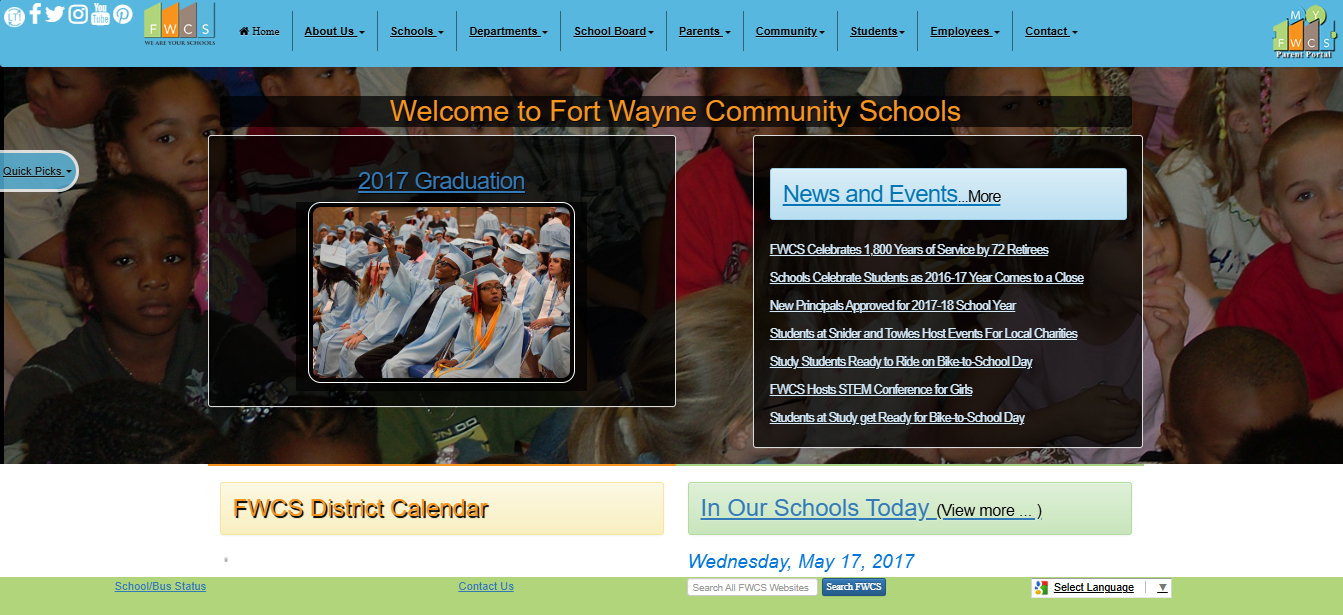 You
Tube
F W C S
WE ARE YOUR SCHOOLS
Home
About Us
Schools
Departments
School Board
Parents
Community
Students
Employees
Contact
M Y
F W C S
Parent Portal
Welcome to Fort Wayne Community Schools
Quick Picks
2017 Graduation
News and Events...More
FWCS Celebrates 1,800 Years of Service by 72 Retirees
Schools Celebrate Students as 2016-17 Year Comes to a Close
New Principals Approved for 2017-18 School Year
Students at Snider and Towles Host Events For Local Charities
Study Students Ready to Ride on Bike-to-School Day
FWCS Hosts STEM Conference for Girls
Students at Study get Ready for Bike-to-School Day
FWCS District Calendar
In Our Schools Today (View more ... )
Wednesday, May 17, 2017
School/Bus Status
Contact Us
Search All FWCS Websites
Search FWCS
Select Language